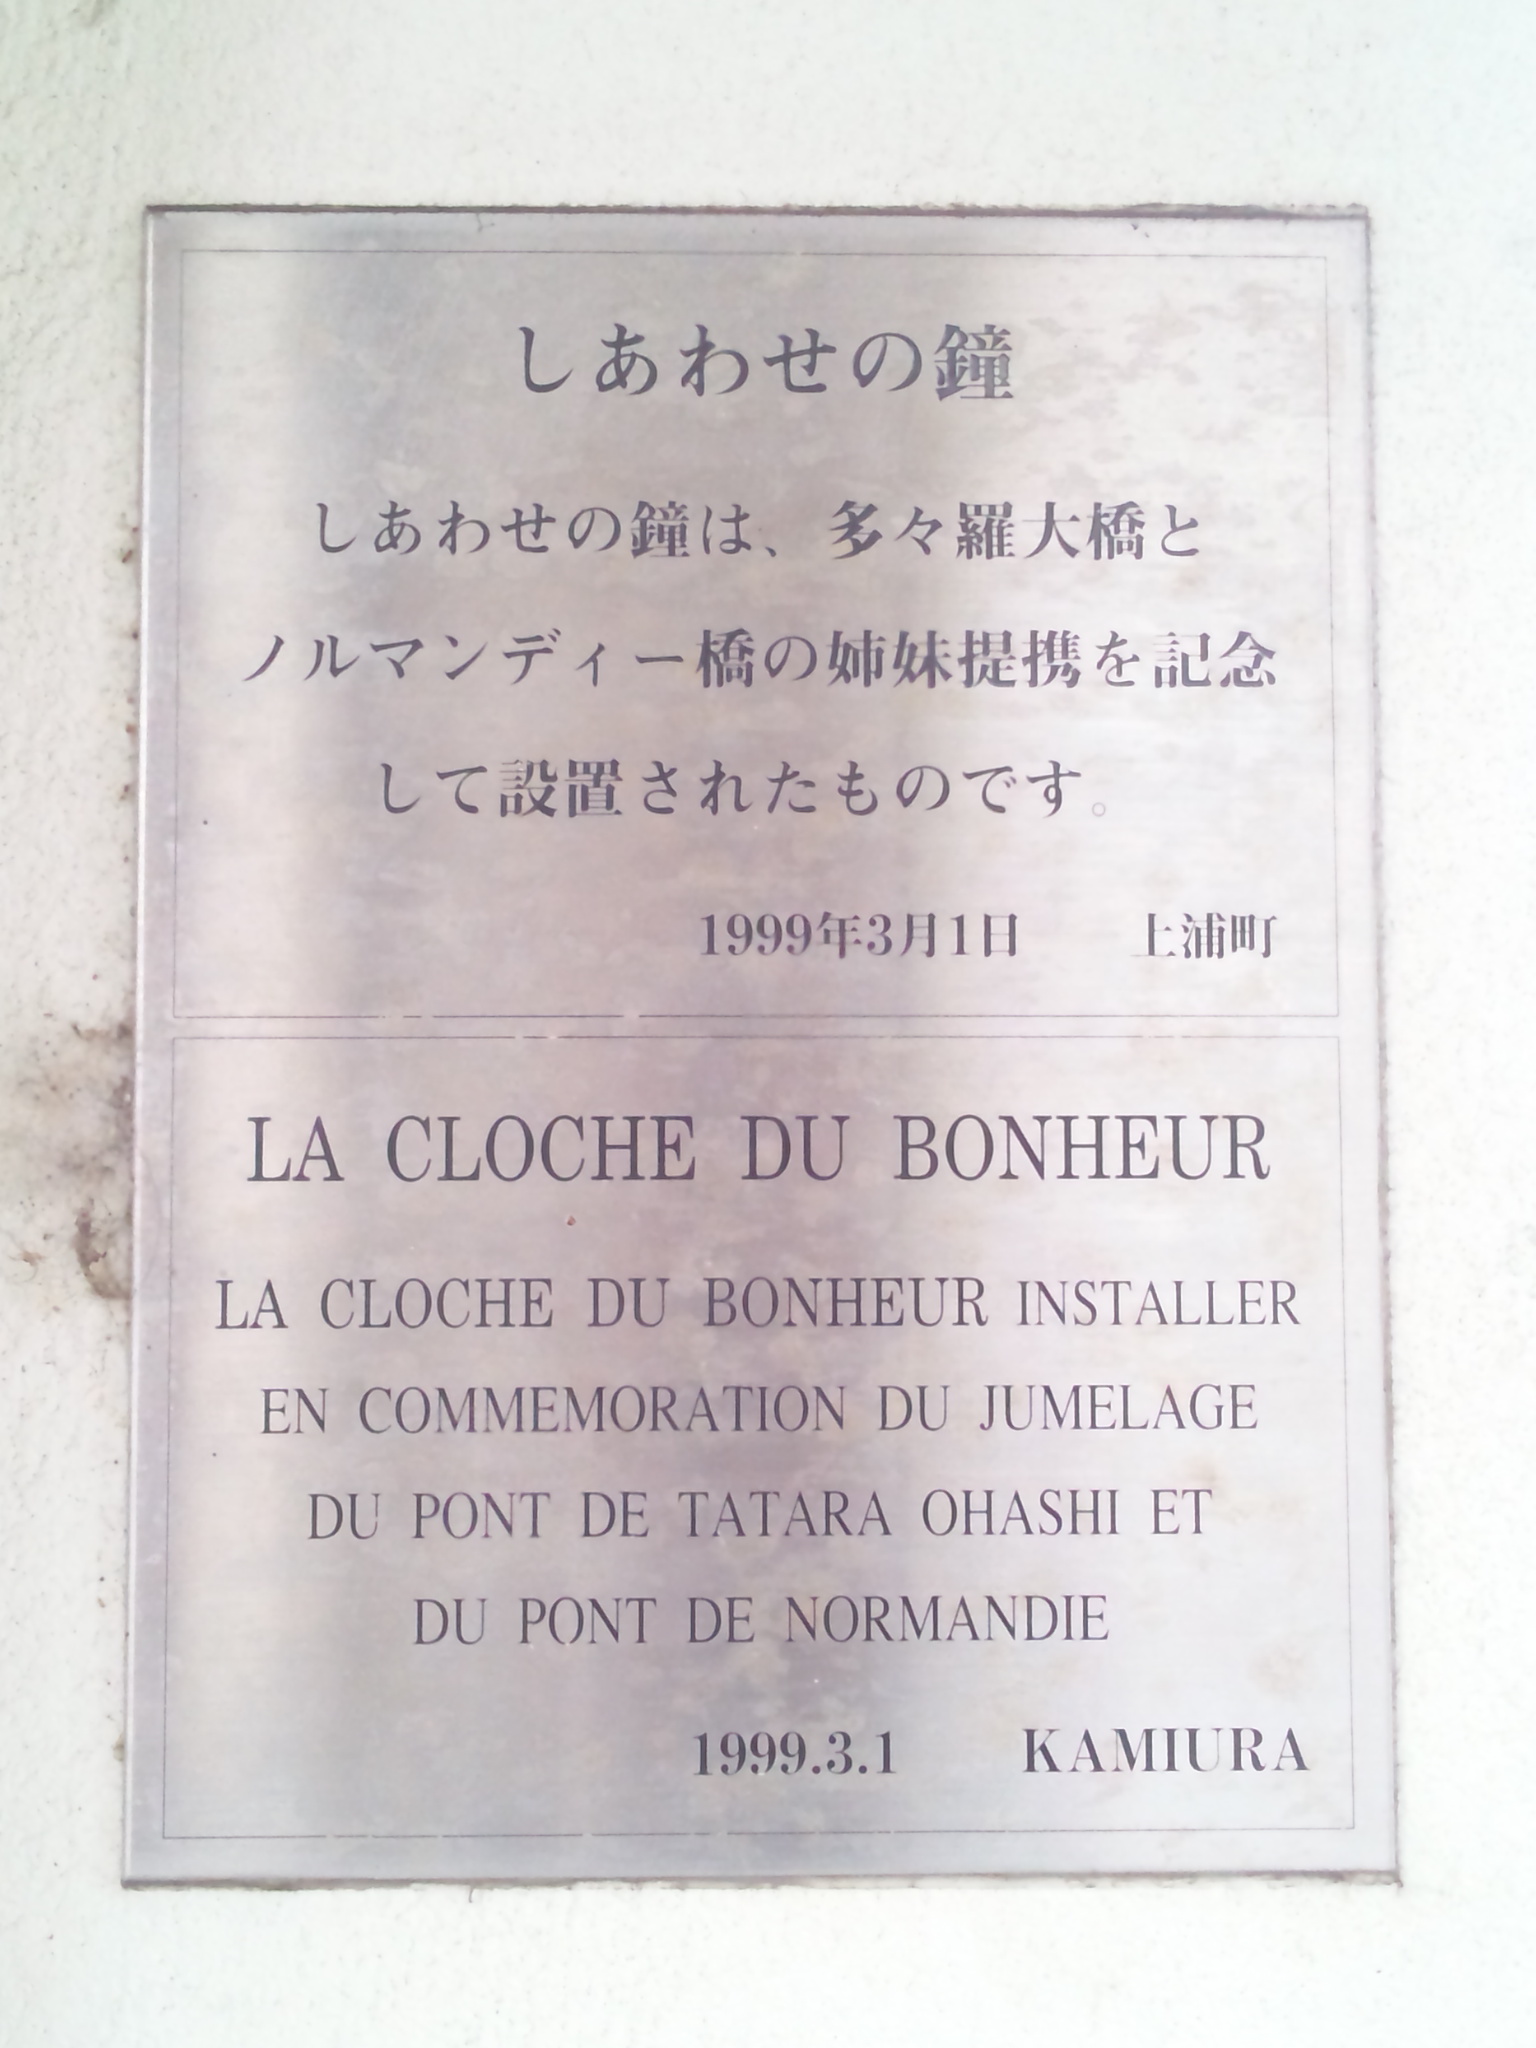 しあわせの鐘
しあわせの鐘は、多々羅大橋と
ノルマンディー橋の姉妹提携を記念
して設置されたものです。
1999年3月1日　上浦町
LA CLOCHE DU BONHEUR
LA CLOCHE DU BONHEUR INSTALLER
EN COMMEMORATION DU JUMELAGE
DU PONT DE TATARA OHASHI ET
DU PONT DE NORMANDIE
1999.3.1　KAMIURA